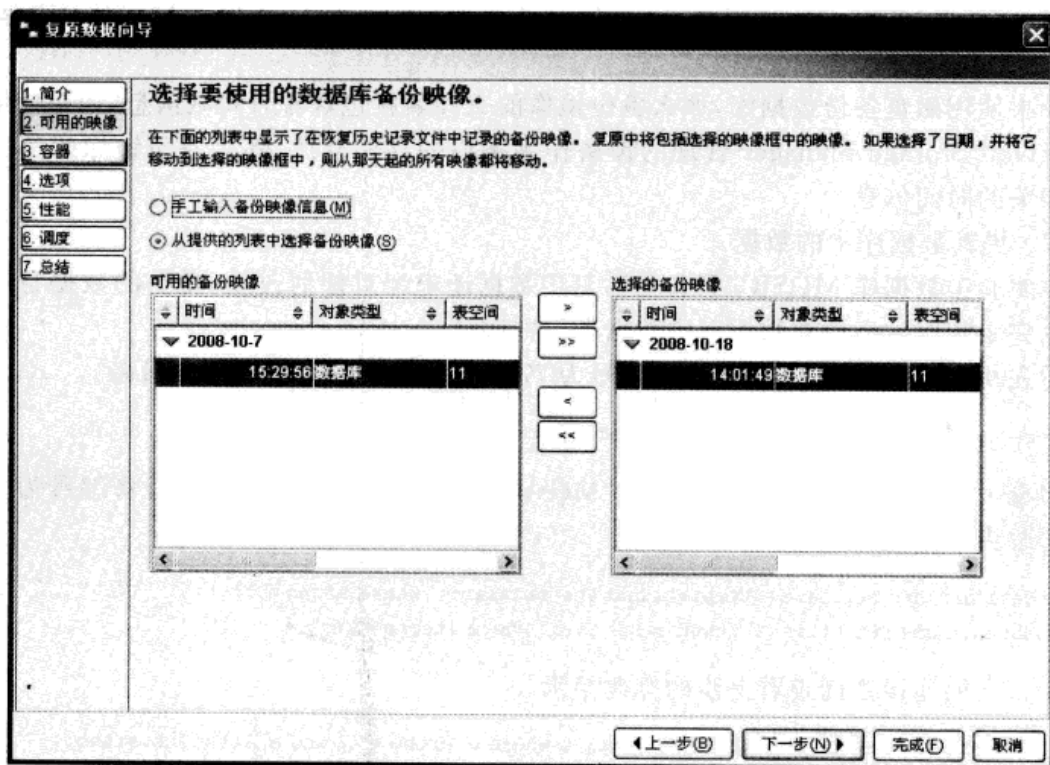 复原数据向导
1. 简介
2. 可用的映像
3. 容器
4. 选项
5. 性能
6. 调度
7. 总结
选择要使用的数据库备份映像。
在下面的列表中显示了在恢复历史记录文件中记录的备份映像。 复原中将包括选择的映像框中的映像。 如果选择了日期，并将它
移动到选择的映像框中，则从那天起的所有映像都将移动。
手工输入备份映像信息(M)
从提供的列表中选择备份映像(S)
可用的备份映像
时间 对象类型 表空间
2008-10-7
15:29:56 数据库 11
>
>>
<
<<
选择的备份映像
时间 对象类型 表空间
2008-10-18
14:01:49 数据库 11
上一步(B) 下一步(N) 完成(F) 取消